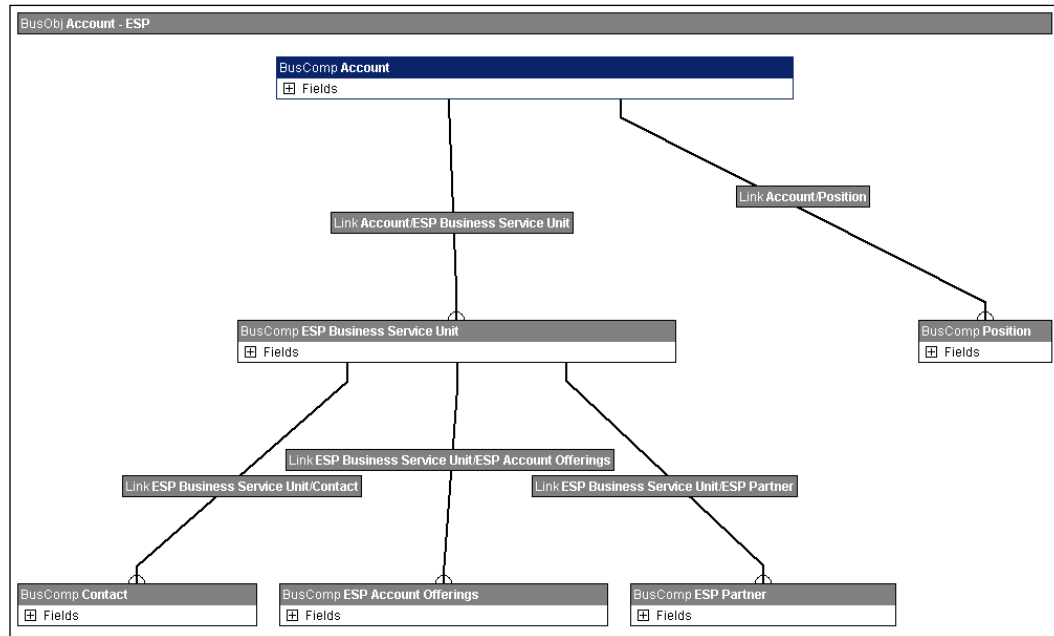 BusObj Account - ESP
BusComp Account
Fields
Link Account/Position
Link Account/ESP Business Service Unit
BusComp ESP Business Service Unit
Fields
BusComp Position
Fields
Link ESP Business Service Unit/ESP Account Offerings
Link ESP Business Service Unit/Contact
Link ESP Business Service Unit/ESP Partner
BusComp Contact
Fields
BusComp ESP Account Offerings
Fields
BusComp ESP Partner
Fields